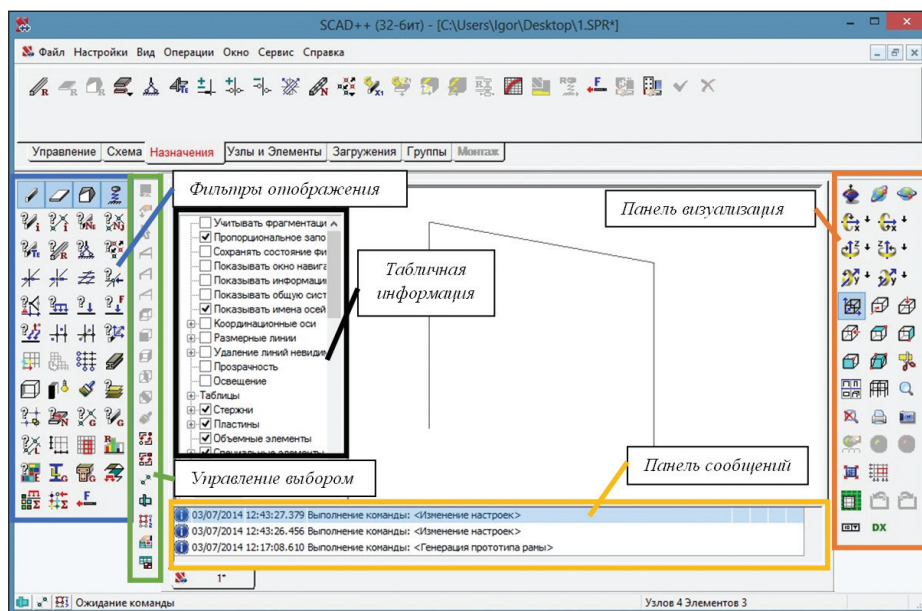 SCAD++ (32-бит) - [C:\Users\Igor\Desktop\1.SPR*]
Файл Настройки Вид Операции Окно Сервис Справка
Управление Схема Назначения Узлы и Элементы Загружения Группы Монтаж
Фильтры отображения
Панель визуализация
Учитывать фрагментаци
Пропорциональное запо
Сохранять состояние фи
Показывать окно навига
Показывать информаци
Показывать общую сист
Показывать имена осей
Координационные оси
Размерные линии
Удаление линий невиди
Прозрачность
Освещение
Таблицы
Стержни
Пластины
Объемные элементы
Специальные элементы
Табличная
информация
Управление выбором
Панель сообщений
03/07/2014 12:43:27.379 Выполнение команды: <Изменение настроек>
03/07/2014 12:43:26.456 Выполнение команды: <Изменение настроек>
03/07/2014 12:17:08.610 Выполнение команды: <Генерация прототипа рамы>
DX
1*
Ожидание команды
Узлов 4 Элементов 3